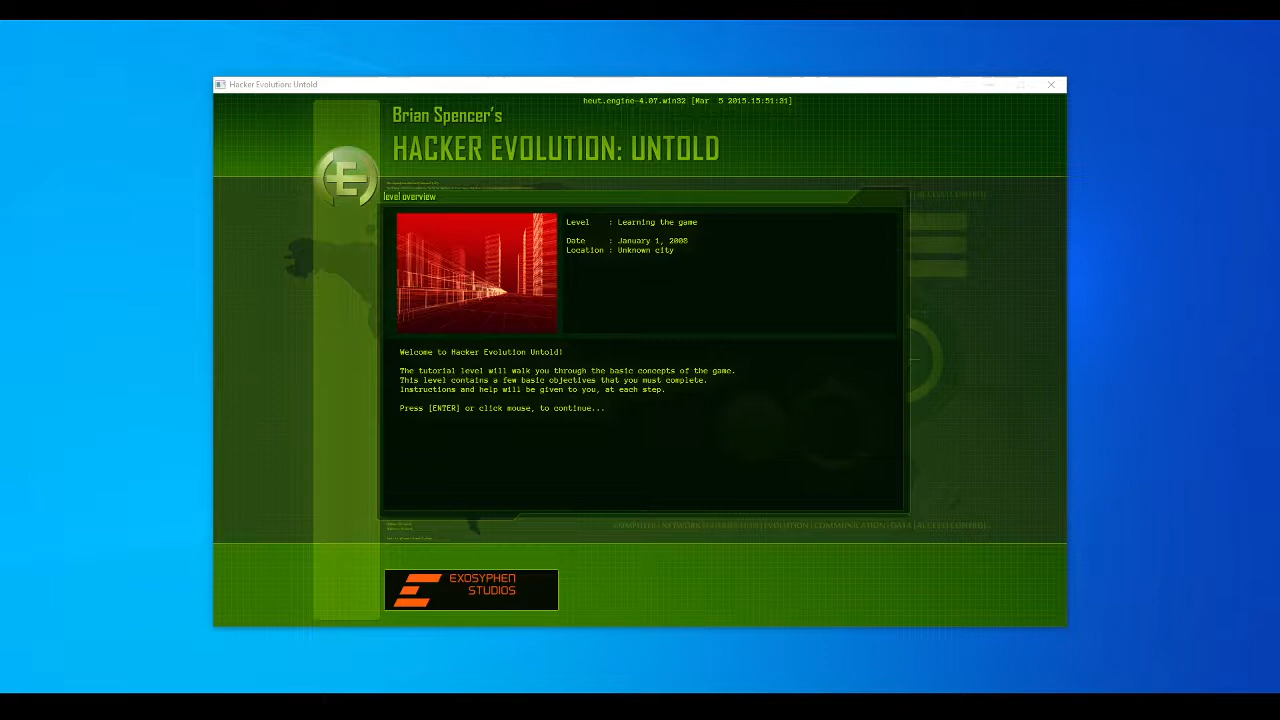 Hacker Evolution: Untold
heut.engine-4.07.win32 [Mar  5 2015.15:51:31]
Brian Spencer's
HACKER EVOLUTION: UNTOLD
level overview
Level    : Learning the game
Date     : January 1, 2008
Location : Unknown city
Welcome to Hacker Evolution Untold!
The tutorial level will walk you through the basic concepts of the game.
This level contains a few basic objectives that you must complete.
Instructions and help will be given to you, at each step.
Press [ENTER] or click mouse, to continue...
EXOSYPHEN
STUDIOS